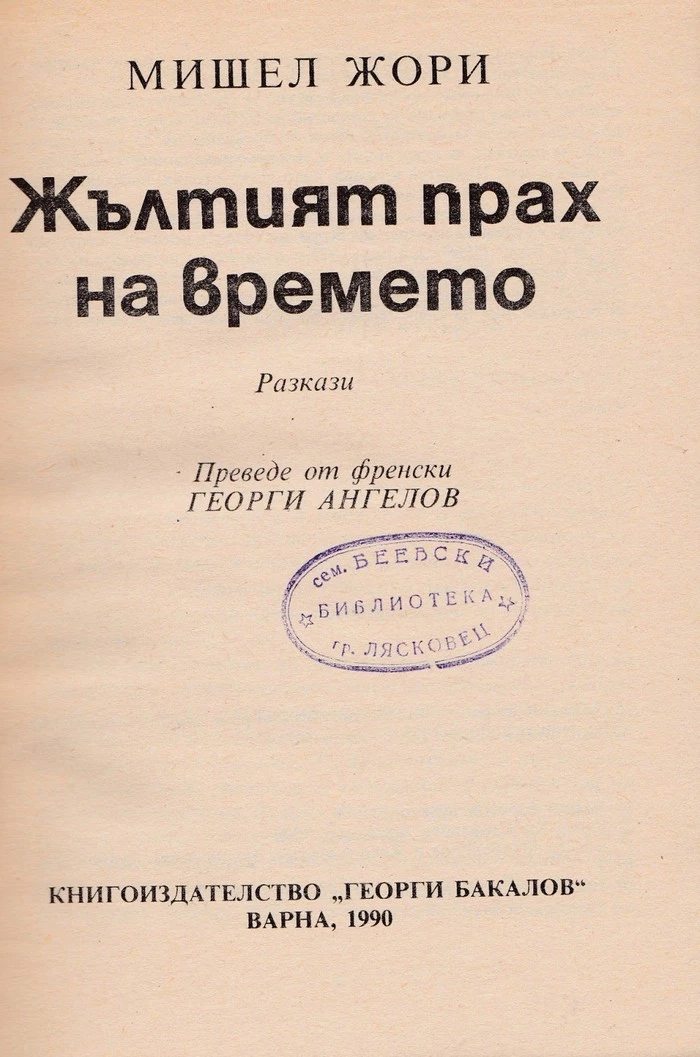 МИШЕЛ ЖОРИ
Жълтият прах
на времето
Разкази
Преведе от френски
ГЕОРГИ АНГЕЛОВ
сем. БЕЕВСКИ
БИБЛИОТЕКА
гр. ЛЯСКОВЕЦ
КНИГОИЗДАТЕЛСТВО „ГЕОРГИ БАКАЛОВ“
ВАРНА, 1990